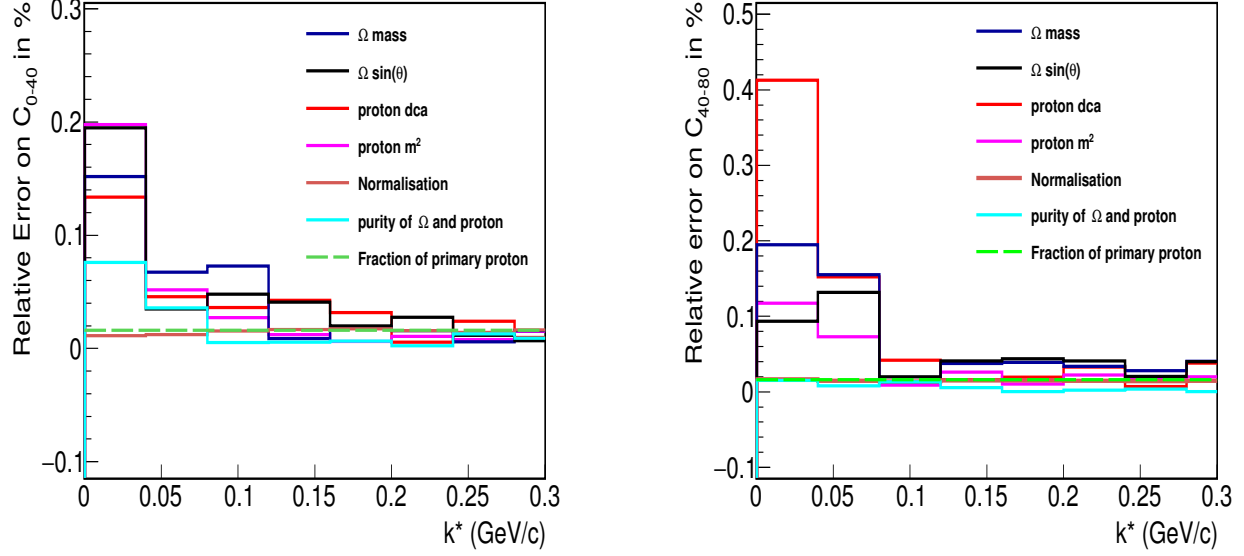 Relative Error on C0-40 in %
0.3
0.2
0.1
0
−0.1
Ω mass
Ω sin(θ)
proton dca
proton m²
Normalisation
purity of Ω and proton
Fraction of primary proton
0 0.05 0.1 0.15 0.2 0.25 0.3
k* (GeV/c)
Relative error on C40-80 in %
0.5
0.4
0.3
0.2
0.1
0
−0.1
Ω mass
Ω sin(θ)
proton dca
proton m²
Normalisation
purity of Ω and proton
Fraction of primary proton
0 0.05 0.1 0.15 0.2 0.25 0.3
k* (GeV/c)